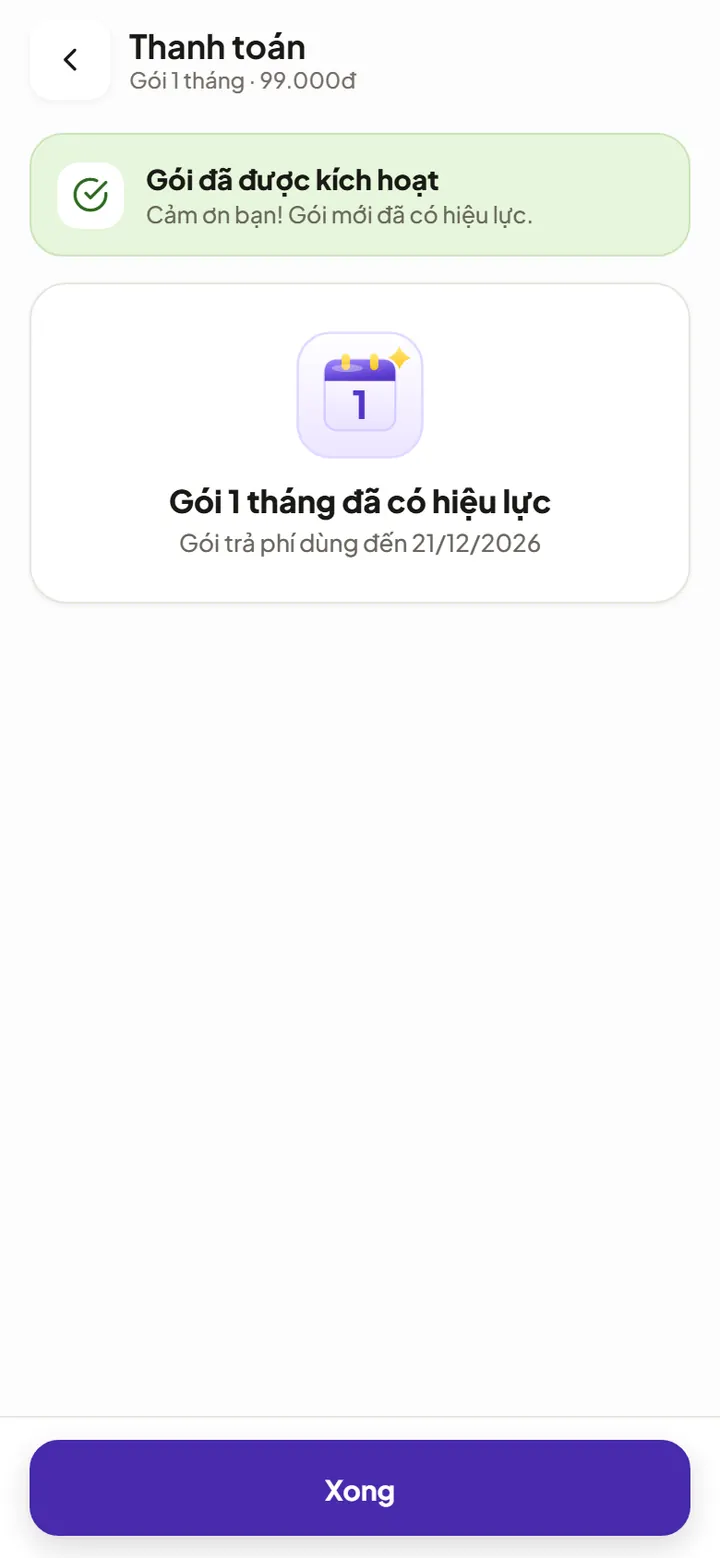 Thanh toán
Gói 1 tháng · 99.000đ
Gói đã được kích hoạt
Cảm ơn bạn! Gói mới đã có hiệu lực.
1
Gói 1 tháng đã có hiệu lực
Gói trả phí dùng đến 21/12/2026
Xong